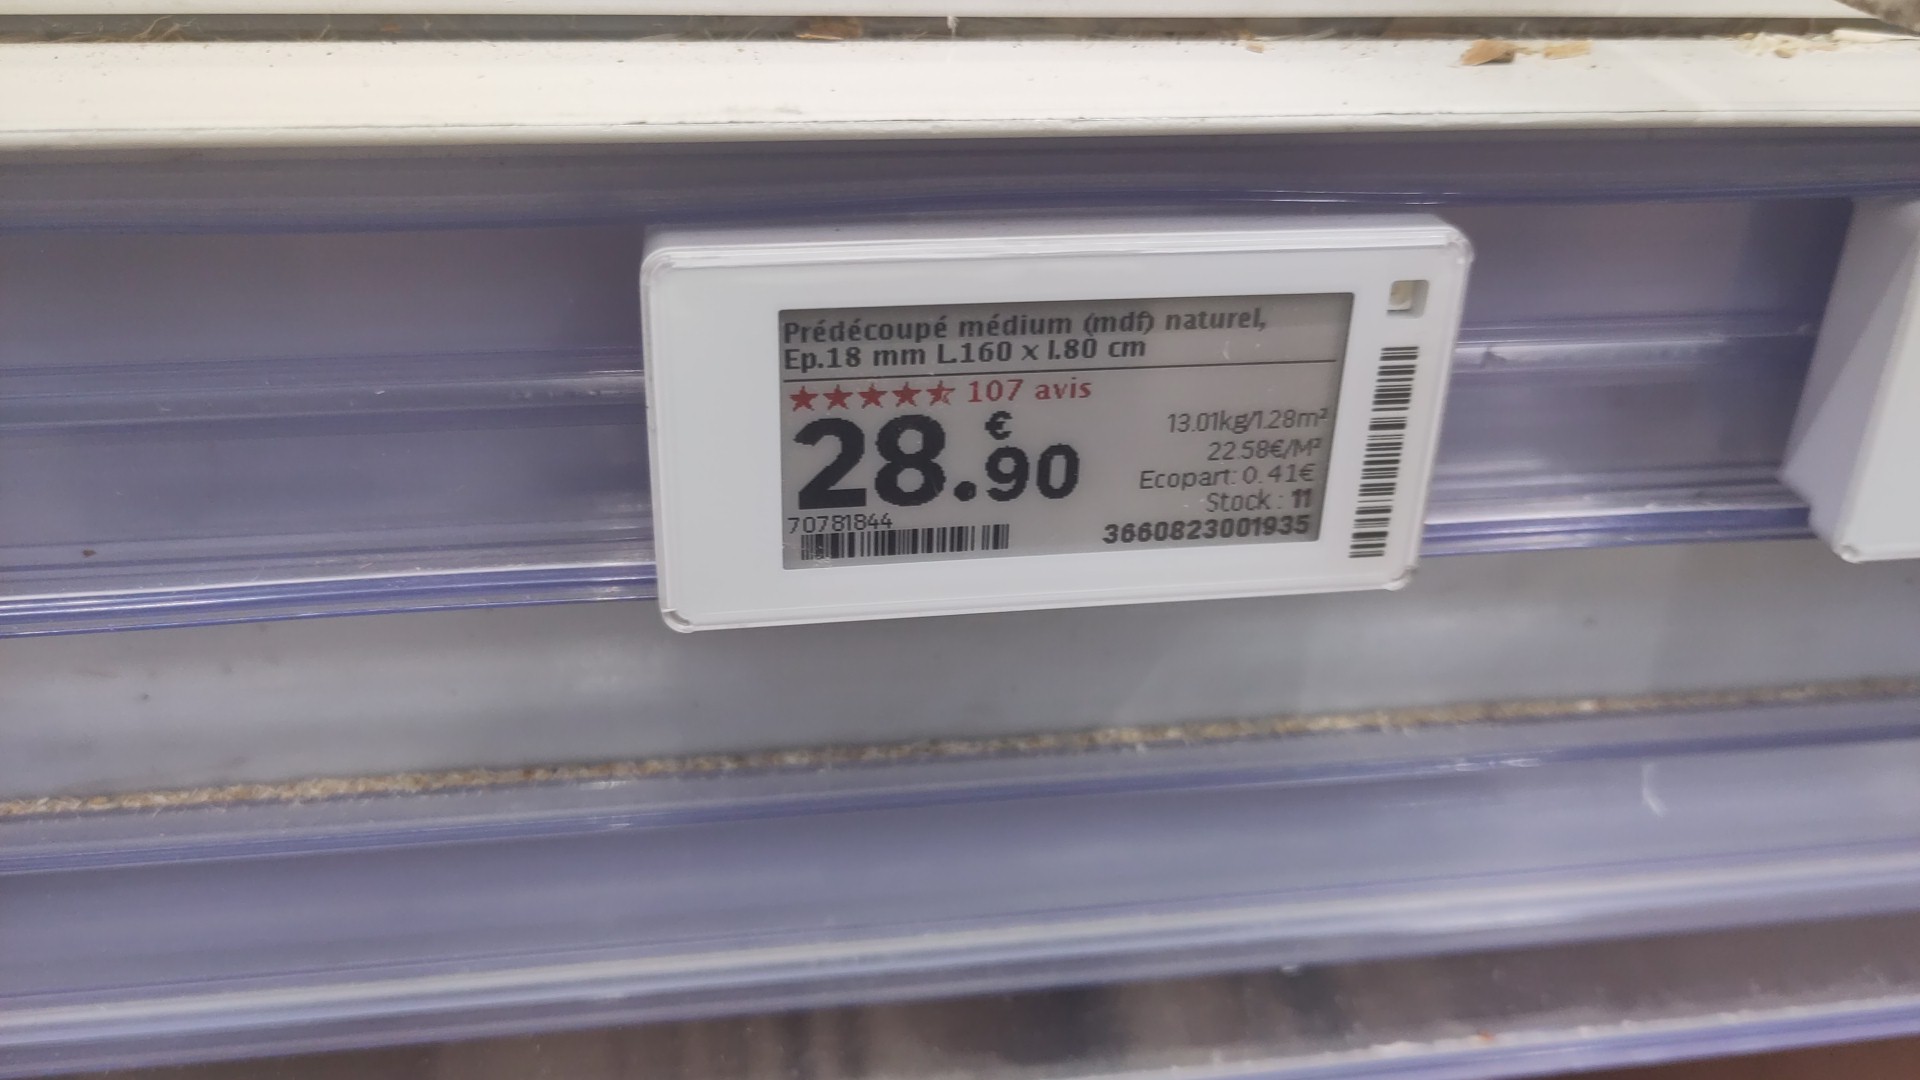 Prédécoupé médium (mdf) naturel,
Ep.18 mm L.160 x l.80 cm
107 avis
28.€90
13.01kg/1.28m²
22.58€/M²
Ecopart: 0.41€
Stock : 11
70781844
3660823001935